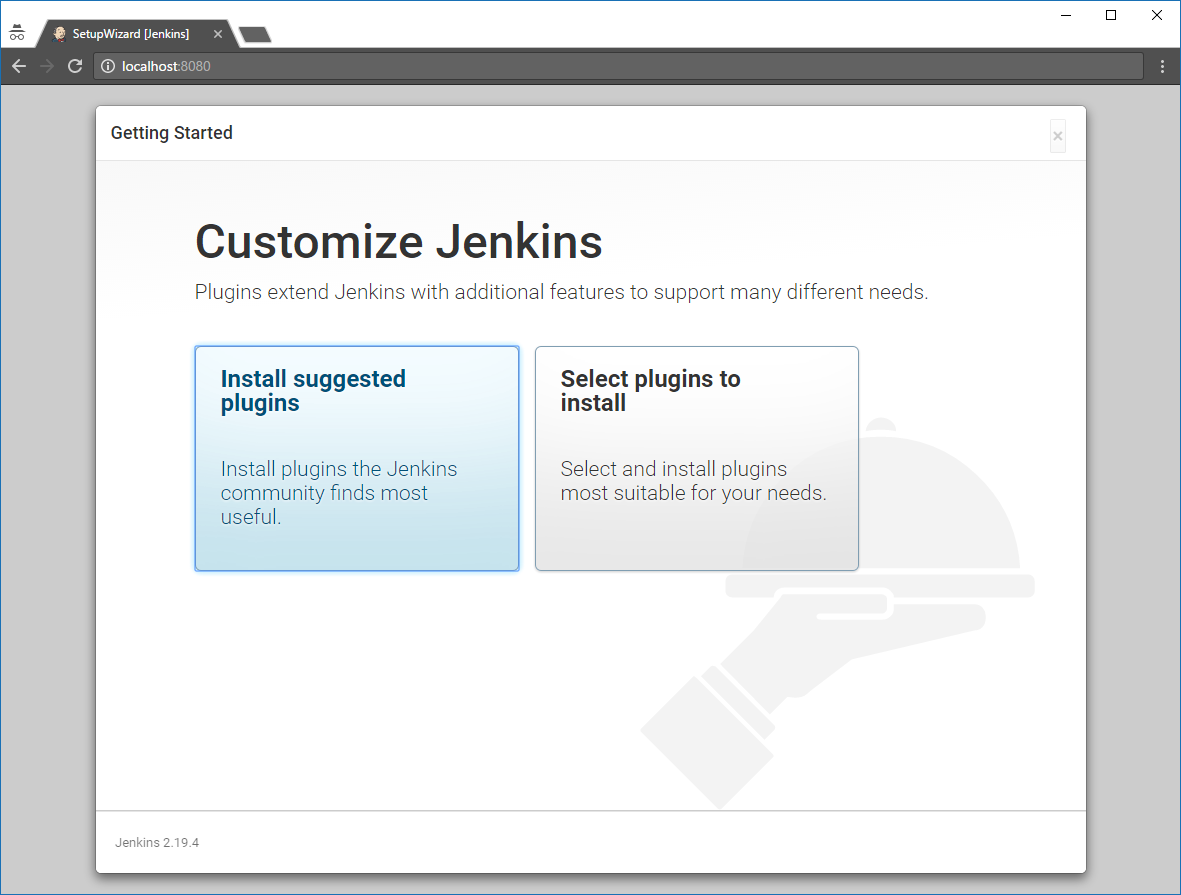 SetupWizard [Jenkins]
localhost:8080
Getting Started
Customize Jenkins
Plugins extend Jenkins with additional features to support many different needs.
Install suggested
plugins
Install plugins the Jenkins
community finds most
useful.
Select plugins to
install
Select and install plugins
most suitable for your needs.
Jenkins 2.19.4